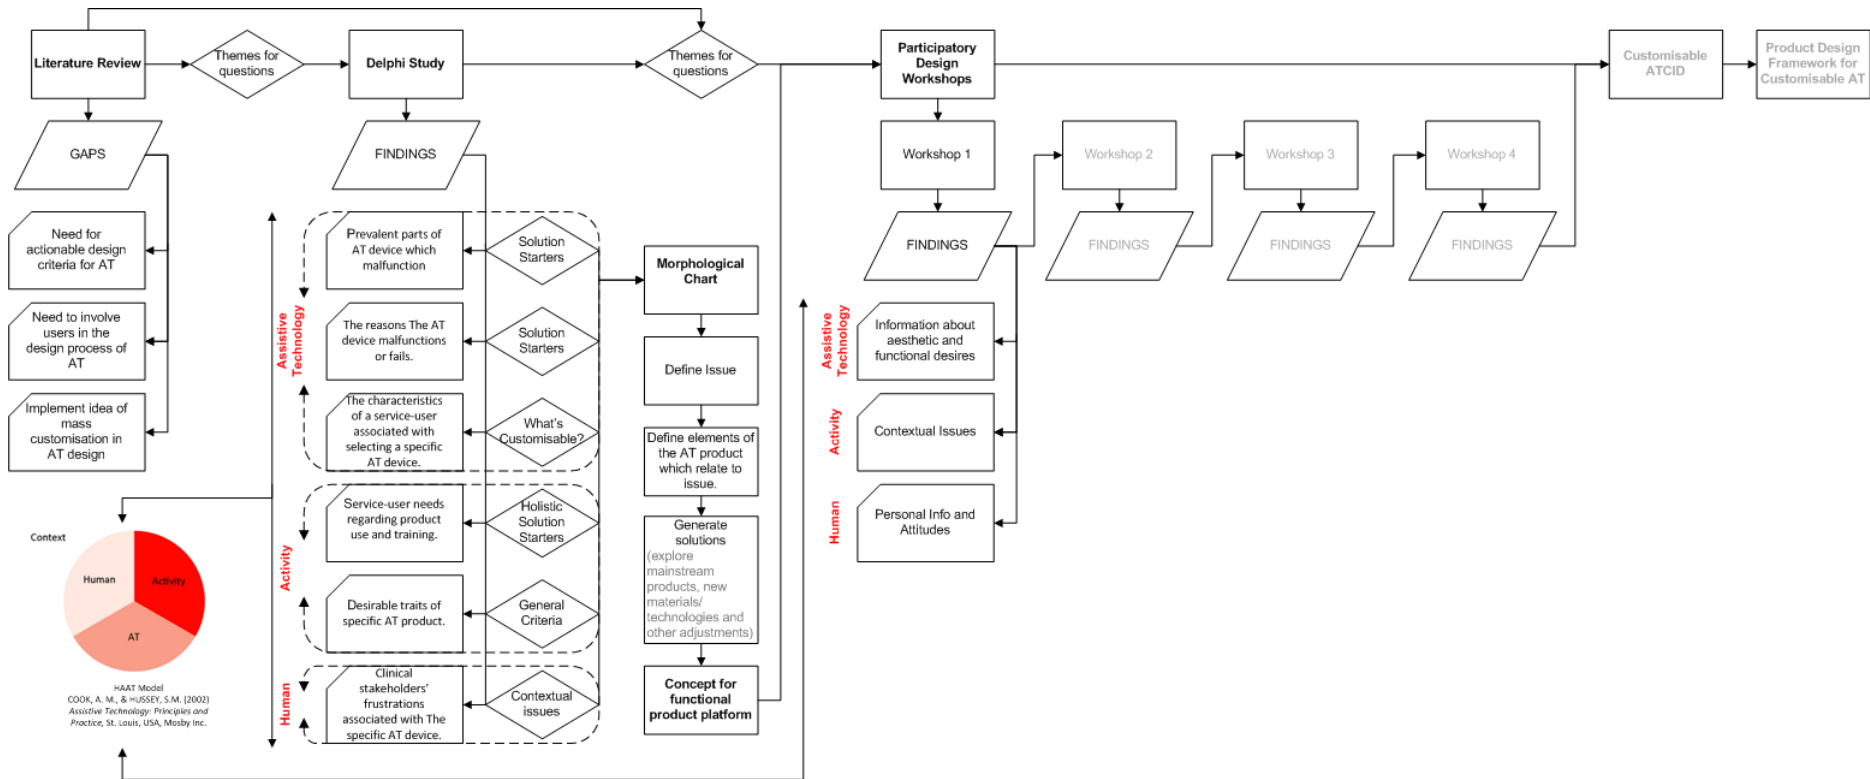 Literature Review
Themes for
questions
Delphi Study
Themes for
questions
Participatory
Design
Workshops
Customisable
ATCID
Product Design
Framework for
Customisable AT
GAPS
FINDINGS
Workshop 1
Workshop 2
Workshop 3
Workshop 4
FINDINGS
FINDINGS
FINDINGS
FINDINGS
Need for
actionable design
criteria for AT
Need to involve
users in the
design process of
AT
Implement idea of
mass
customisation in
AT design
Assistive
Technology
Prevalent parts of
AT device which
malfunction
Solution
Starters
The reasons The AT
device malfunctions
or fails.
Solution
Starters
The characteristics
of a service-user
associated with
selecting a specific
AT device.
What's
Customisable?
Activity
Service-user needs
regarding product
use and training.
Holistic
Solution
Starters
Desirable traits of
specific AT product.
General
Criteria
Human
Clinical
stakeholders'
frustrations
associated with The
specific AT device.
Contextual
issues
Morphological
Chart
Define Issue
Define elements of
the AT product
which relate to
issue.
Generate
solutions
(explore
mainstream
products, new
materials/
technologies and
other adjustments)
Concept for
functional
product platform
Assistive
Technology
Information about
aesthetic and
functional desires
Activity
Contextual Issues
Human
Personal Info and
Attitudes
Context
Human
Activity
AT
HAAT Model
COOK, A. M., & HUSSEY, S.M. (2002)
Assistive Technology: Principles and
Practice, St. Louis, USA, Mosby Inc.